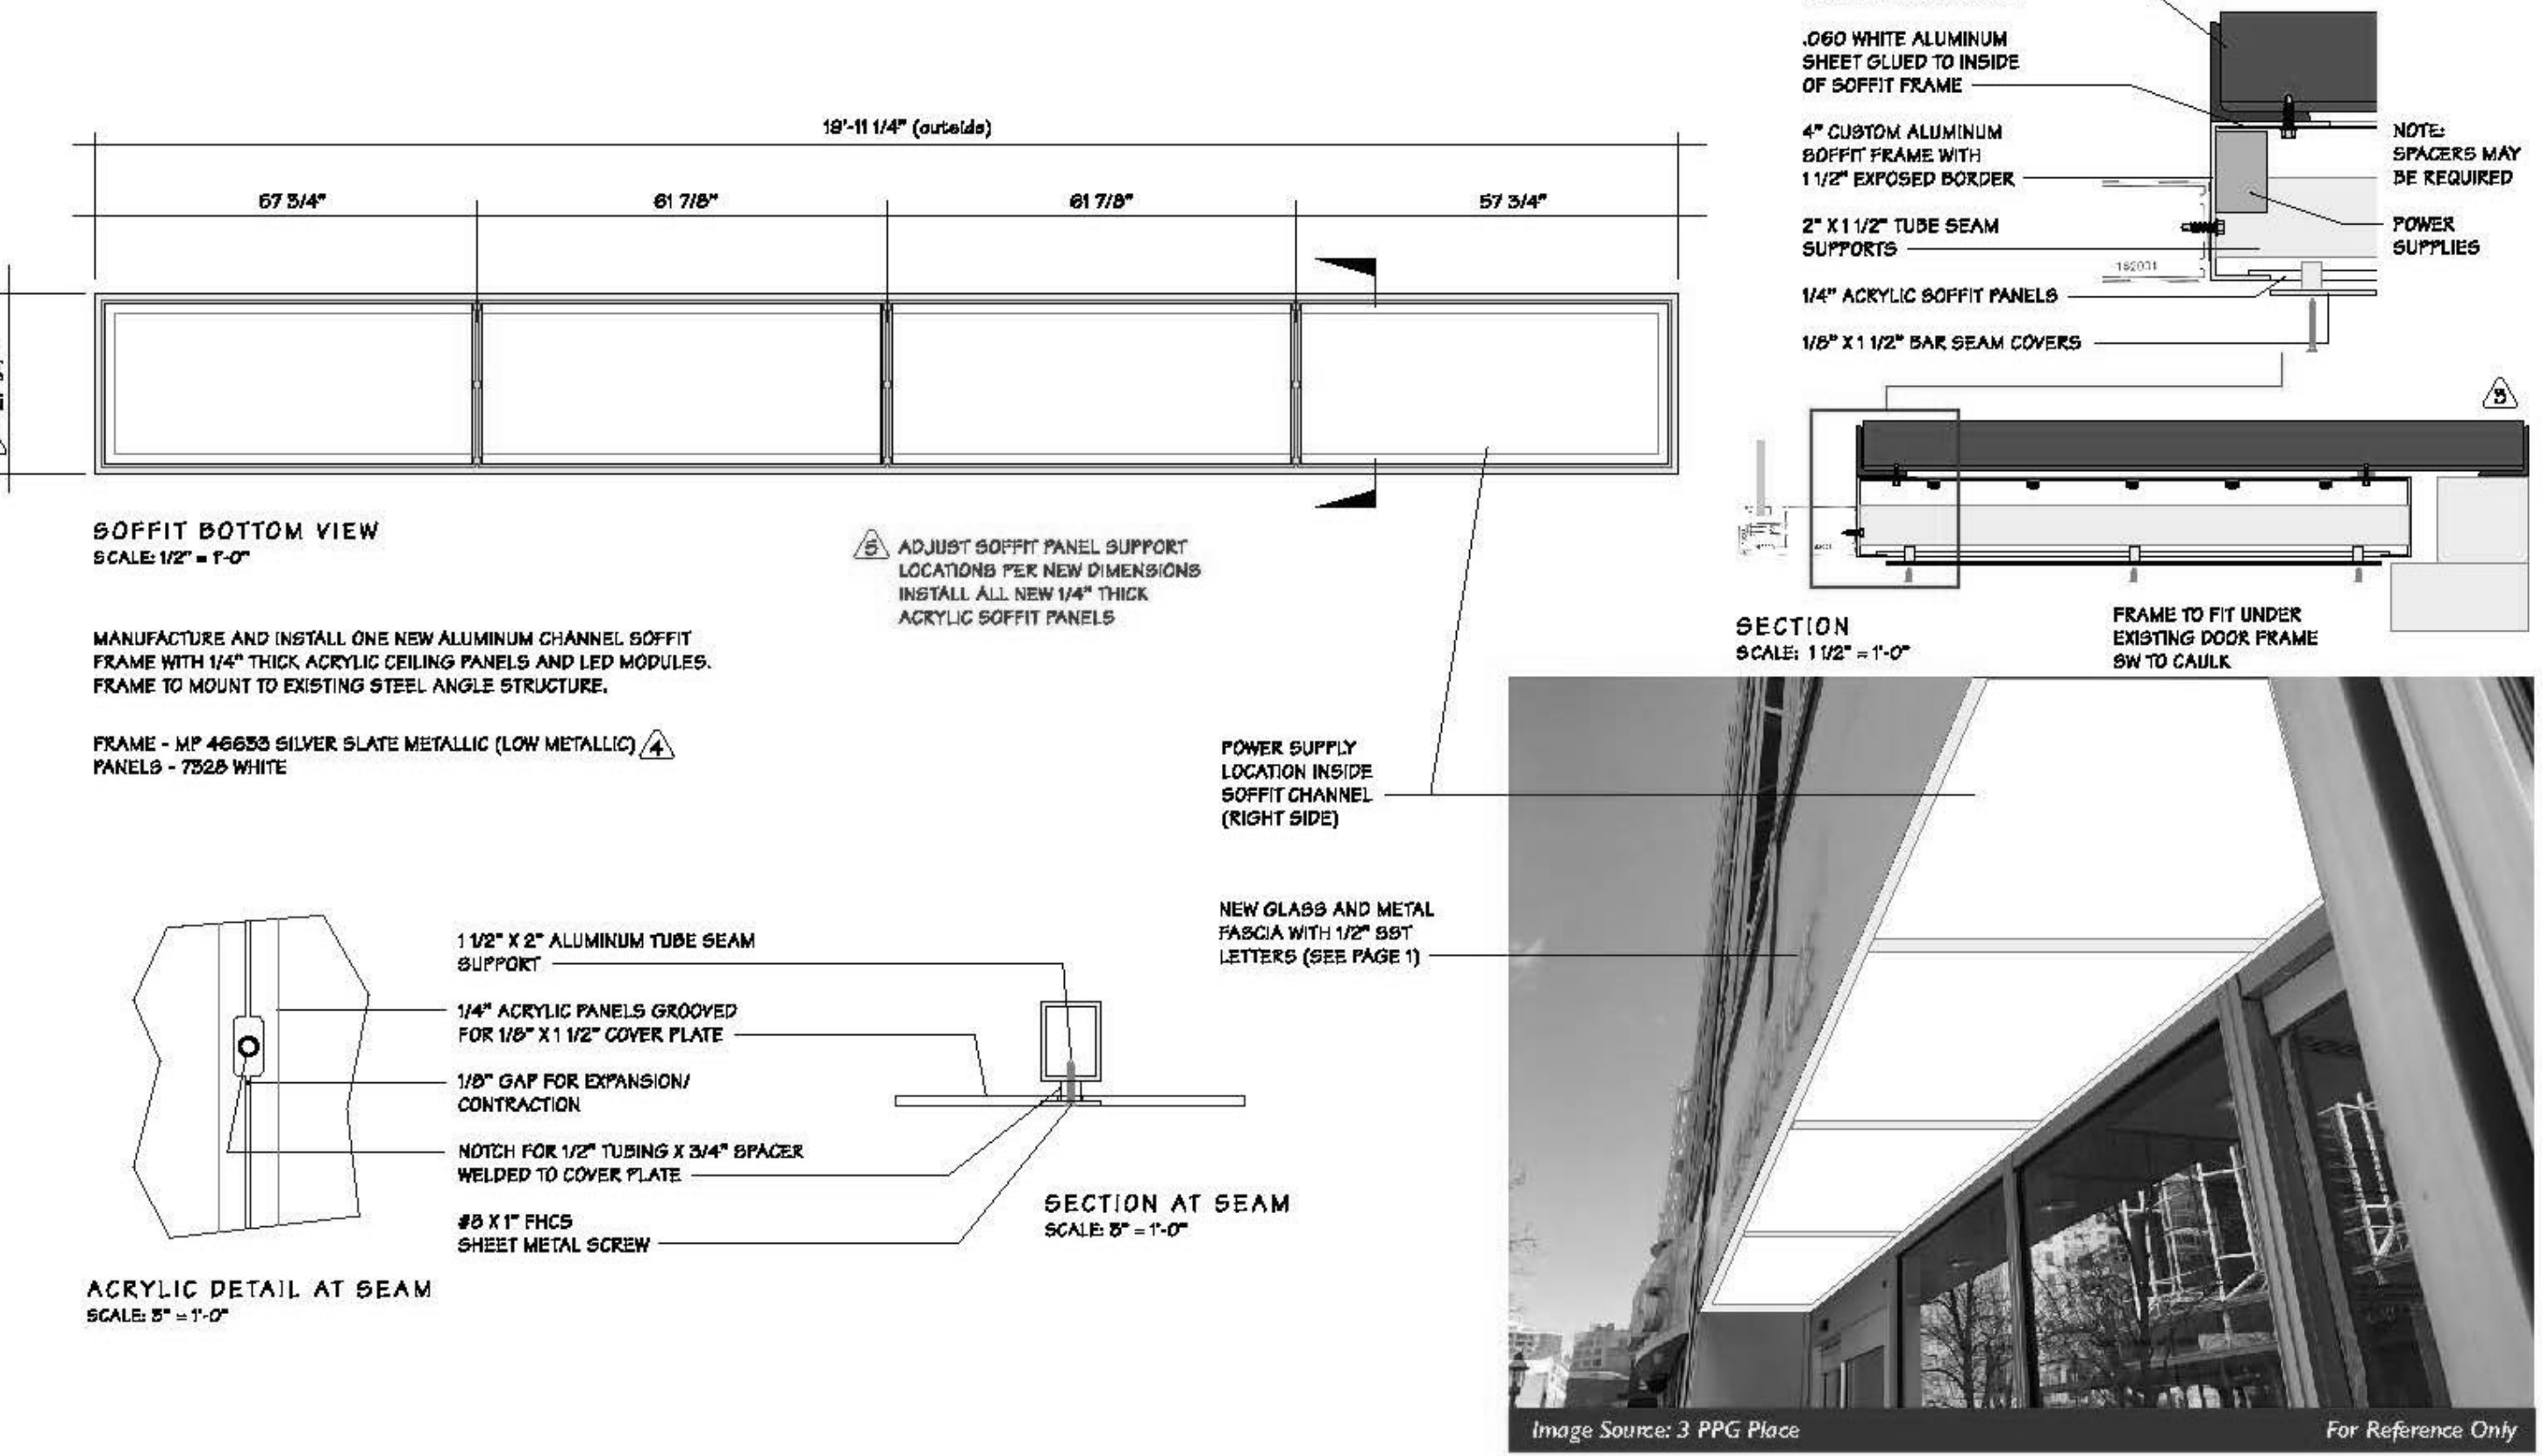 19'-11 1/4" (outside)
57 3/4"
61 7/8"
61 7/8"
57 3/4"
SOFFIT BOTTOM VIEW
SCALE: 1/2" = 1'-0"
5 ADJUST SOFFIT PANEL SUPPORT
LOCATIONS PER NEW DIMENSIONS
INSTALL ALL NEW 1/4" THICK
ACRYLIC SOFFIT PANELS
MANUFACTURE AND INSTALL ONE NEW ALUMINUM CHANNEL SOFFIT
FRAME WITH 1/4" THICK ACRYLIC CEILING PANELS AND LED MODULES.
FRAME TO MOUNT TO EXISTING STEEL ANGLE STRUCTURE.
FRAME - MP 46633 SILVER SLATE METALLIC (LOW METALLIC) 4
PANELS - 7328 WHITE
.060 WHITE ALUMINUM
SHEET GLUED TO INSIDE
OF SOFFIT FRAME
4" CUSTOM ALUMINUM
SOFFIT FRAME WITH
1 1/2" EXPOSED BORDER
2" X 1 1/2" TUBE SEAM
SUPPORTS
1/4" ACRYLIC SOFFIT PANELS
1/8" X 1 1/2" BAR SEAM COVERS
NOTE:
SPACERS MAY
BE REQUIRED
POWER
SUPPLIES
3
SECTION
SCALE: 1 1/2" = 1'-0"
FRAME TO FIT UNDER
EXISTING DOOR FRAME
SW TO CAULK
POWER SUPPLY
LOCATION INSIDE
SOFFIT CHANNEL
(RIGHT SIDE)
NEW GLASS AND METAL
FASCIA WITH 1/2" SST
LETTERS (SEE PAGE 1)
1 1/2" X 2" ALUMINUM TUBE SEAM
SUPPORT
1/4" ACRYLIC PANELS GROOVED
FOR 1/8" X 1 1/2" COVER PLATE
1/8" GAP FOR EXPANSION/
CONTRACTION
NOTCH FOR 1/2" TUBING X 3/4" SPACER
WELDED TO COVER PLATE
#8 X 1" FHCS
SHEET METAL SCREW
SECTION AT SEAM
SCALE: 3" = 1'-0"
ACRYLIC DETAIL AT SEAM
SCALE: 3" = 1'-0"
Image Source: 3 PPG Place
For Reference Only